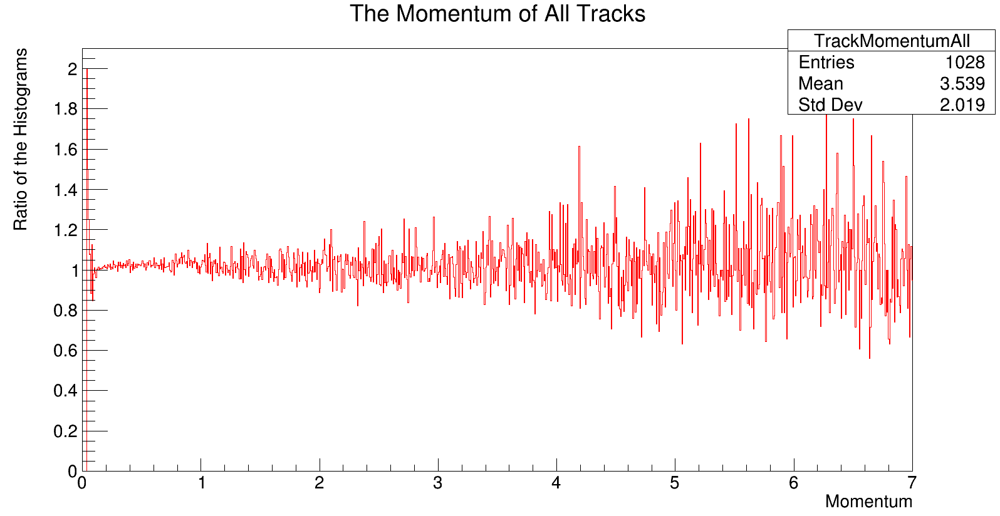 The Momentum of All Tracks
TrackMomentumAll
Entries 1028
Mean 3.539
Std Dev 2.019
Ratio of the Histograms
2
1.8
1.6
1.4
1.2
1
0.8
0.6
0.4
0.2
0
0 1 2 3 4 5 6 7
Momentum